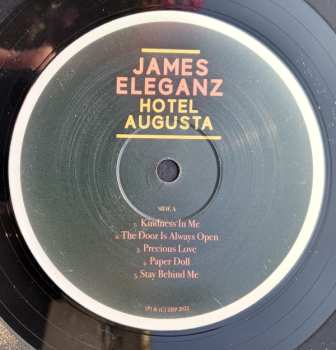 JAMES
ELEGANZ
HOTEL
AUGUSTA
SIDE A
1. Kindness In Me
2. The Door Is Always Open
3. Precious Love
4. Paper Doll
5. Stay Behind Me
(P) & (C)